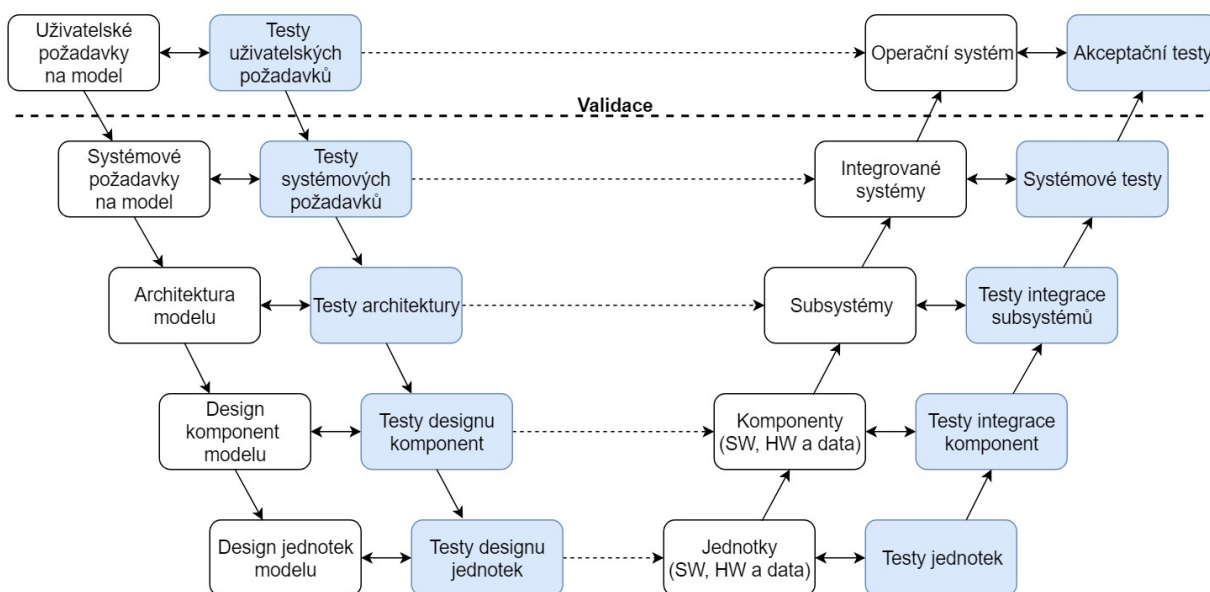 Uživatelské
požadavky
na model
Testy
uživatelských
požadavků
Operační systém
Akceptační testy
Validace
Systémové
požadavky
na model
Testy
systémových
požadavků
Integrované
systémy
Systémové testy
Architektura
modelu
Testy architektury
Subsystémy
Testy integrace
subsystémů
Design
komponent
modelu
Testy designu
komponent
Komponenty
(SW, HW a data)
Testy integrace
komponent
Design jednotek
modelu
Testy designu
jednotek
Jednotky
(SW, HW a data)
Testy jednotek